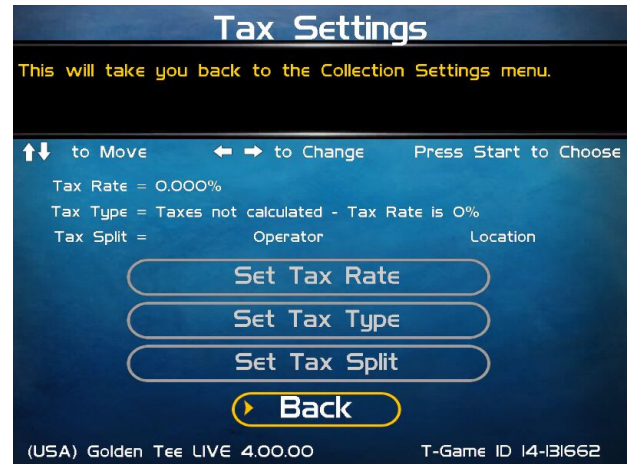 Tax Settings
This will take you back to the Collection Settings menu.
to Move to Change Press Start to Choose
Tax Rate = 0.000%
Tax Type = Taxes not calculated - Tax Rate is 0%
Tax Split = Operator Location
Set Tax Rate
Set Tax Type
Set Tax Split
Back
(USA) Golden Tee LIVE 4.00.00 T-Game ID 14-131662